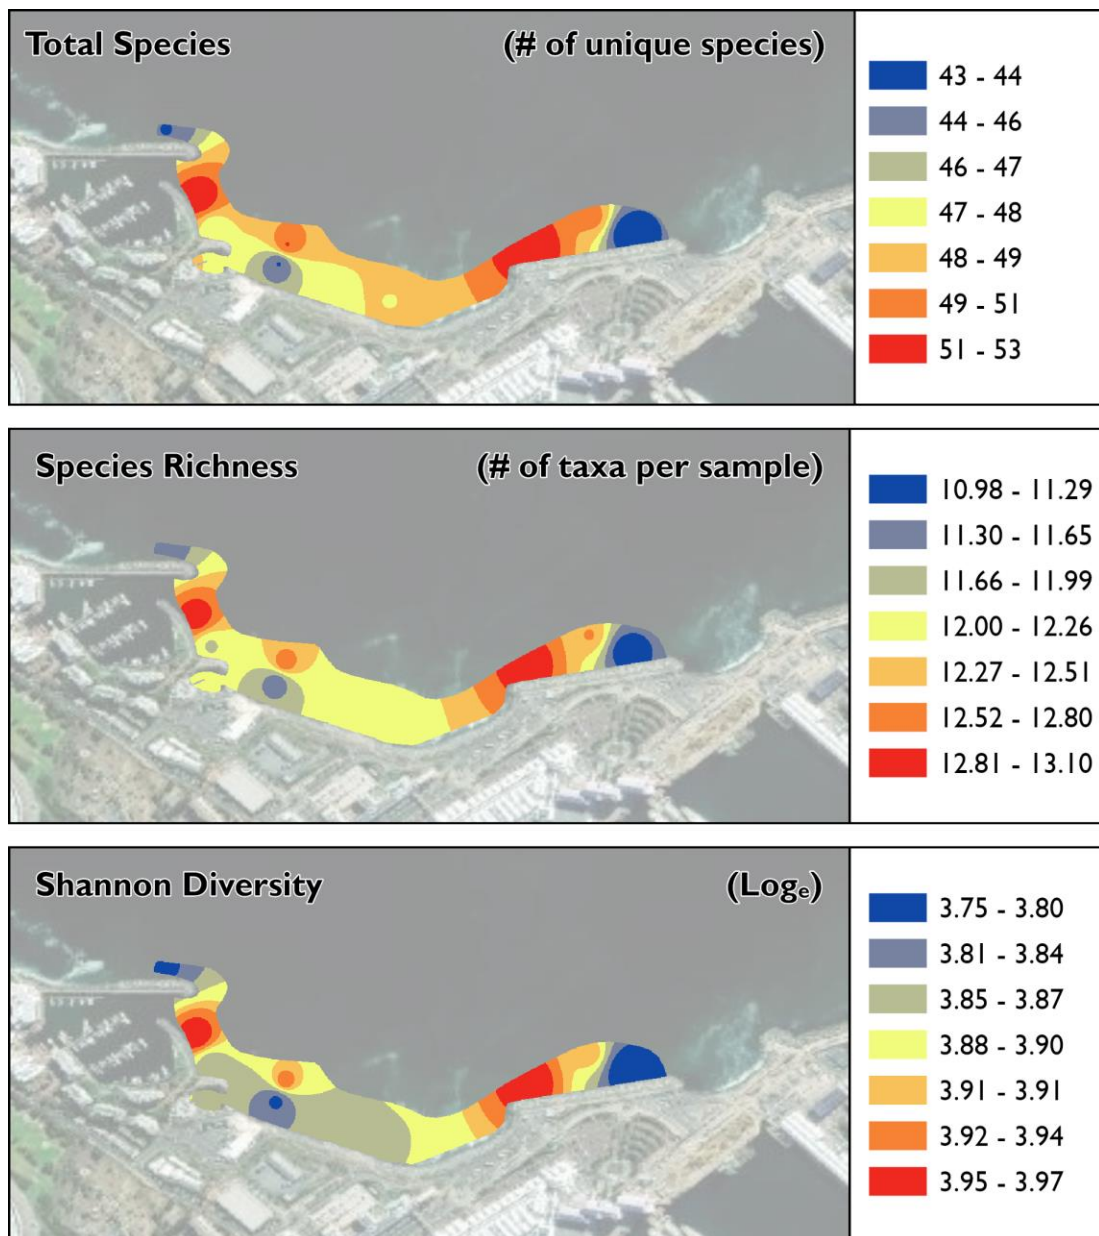 Total Species (# of unique species)
43 - 44
44 - 46
46 - 47
47 - 48
48 - 49
49 - 51
51 - 53
Species Richness (# of taxa per sample)
10.98 - 11.29
11.30 - 11.65
11.66 - 11.99
12.00 - 12.26
12.27 - 12.51
12.52 - 12.80
12.81 - 13.10
Shannon Diversity (Logₑ)
3.75 - 3.80
3.81 - 3.84
3.85 - 3.87
3.88 - 3.90
3.91 - 3.91
3.92 - 3.94
3.95 - 3.97